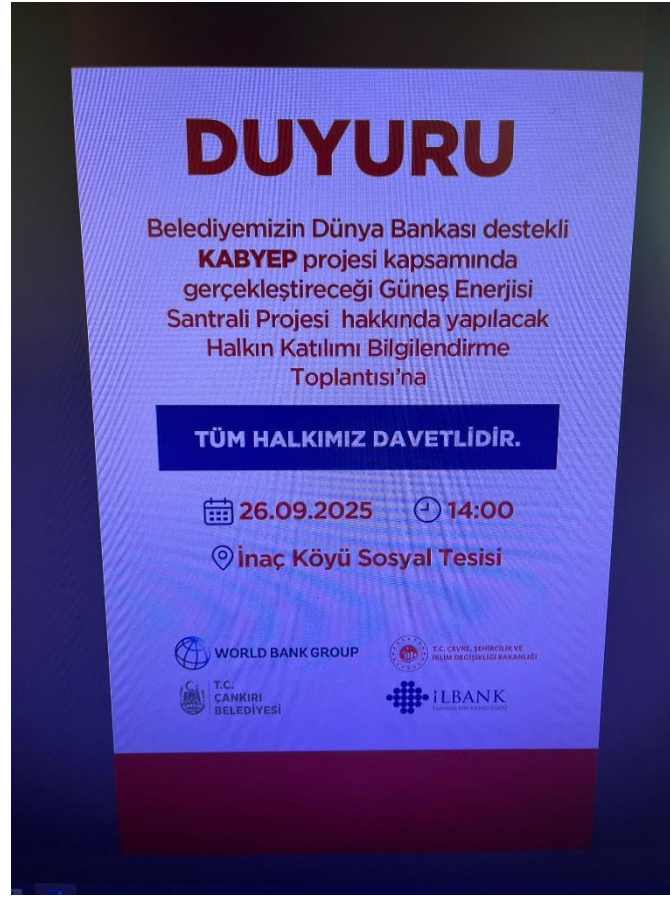 DUYURU
Belediyemizin Dünya Bankası destekli
KABYEP projesi kapsamında
gerçekleştireceği Güneş Enerjisi
Santrali Projesi hakkında yapılacak
Halkın Katılımı Bilgilendirme
Toplantısı'na
TÜM HALKIMIZ DAVETLİDİR.
26.09.2025 14:00
İnaç Köyü Sosyal Tesisi
WORLD BANK GROUP
T.C. ÇEVRE, ŞEHİRCİLİK VE
İKLİM DEĞİŞİKLİĞİ BAKANLIĞI
T.C.
ÇANKIRI
BELEDİYESİ
iLBANK